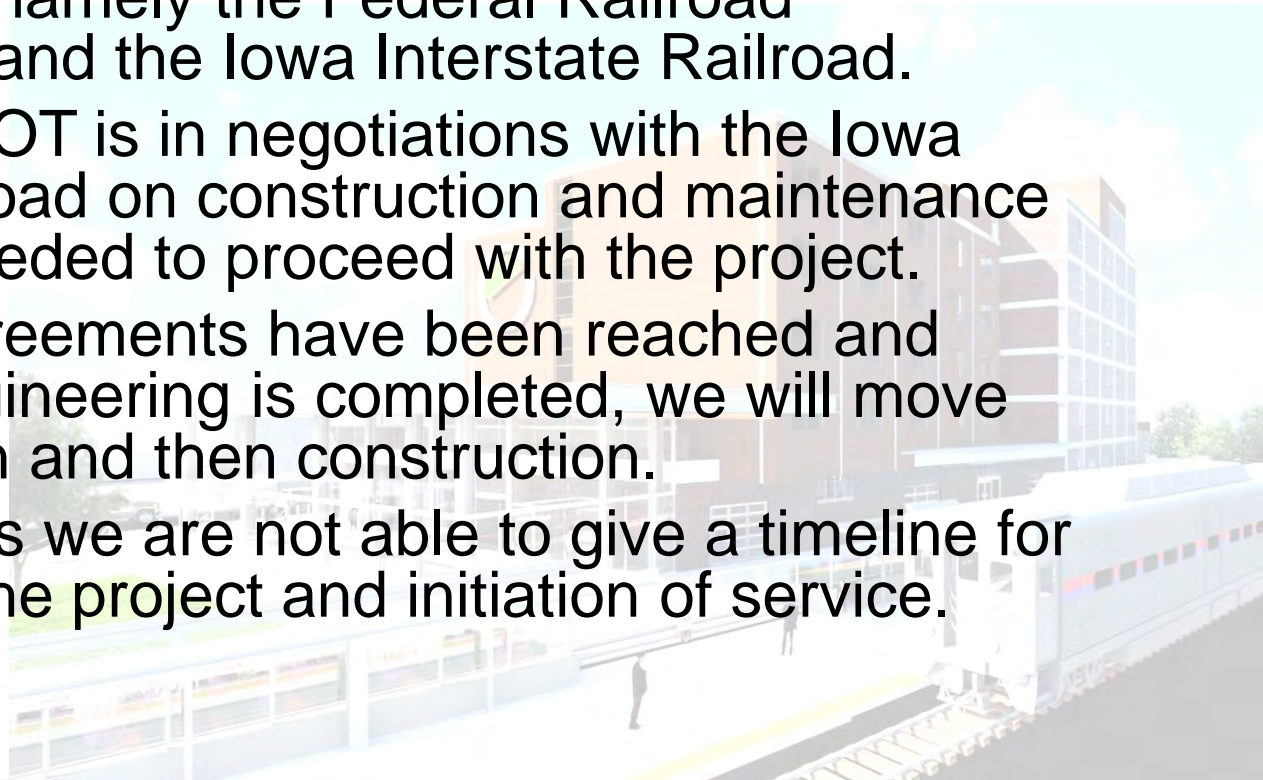 namely the Federal Railroad
and the Iowa Interstate Railroad.
OT is in negotiations with the Iowa
oad on construction and maintenance
eded to proceed with the project.
reements have been reached and
gineering is completed, we will move
n and then construction.
s we are not able to give a timeline for
he project and initiation of service.